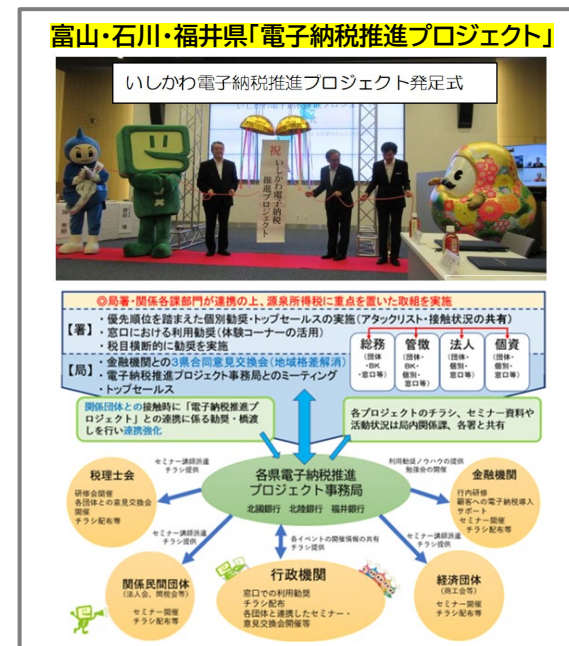 富山・石川・福井県「電子納税推進プロジェクト」
いしかわ電子納税推進プロジェクト発足式
祝 いしかわ電子納税
推進プロジェクト
◎局署・関係各課部門が連携の上、源泉所得税に重点を置いた取組を実施
【署】
・優先順位を踏まえた個別勧奨・トップセールスの実施（アタックリスト・接触状況の共有）
・窓口における利用勧奨（体験コーナーの活用）
・税目横断的に勧奨を実施
総務
(団体
・BK
・窓口等)
管徴
(団体・
BK・
個別・
窓口等)
法人
(団体・
個別・
窓口等)
個資
(団体・
個別・
窓口等)
【局】
・金融機関との3県合同意見交換会（地域格差解消）
・電子納税推進プロジェクト事務局とのミーティング
・トップセールス
関係団体との接触時に「電子納税推進プ
ロジェクト」との連携に係る勧奨・橋渡
しを行い連携強化
各プロジェクトのチラシ、セミナー資料や
活動状況は局内関係課、各署と共有
税理士会
研修会開催
各団体との意見交換会
開催
チラシ配布等
セミナー講師派遣
チラシ提供
各県電子納税推進
プロジェクト事務局
北國銀行 北陸銀行 福井銀行
利用勧奨ノウハウの提供
勉強会の開催
金融機関
行内研修
顧客への電子納税導入
サポート
セミナー開催
チラシ配布等
セミナー講師派遣
チラシ提供
各イベントの開催情報の共有
チラシ提供
セミナー講師派遣
チラシ提供
関係民間団体
(法人会、間税会等)
セミナー開催
チラシ配布等
行政機関
窓口での利用勧奨
チラシ配布
各団体と連携したセミナー・
意見交換会開催等
経済団体
(商工会等)
セミナー開催
チラシ配布等